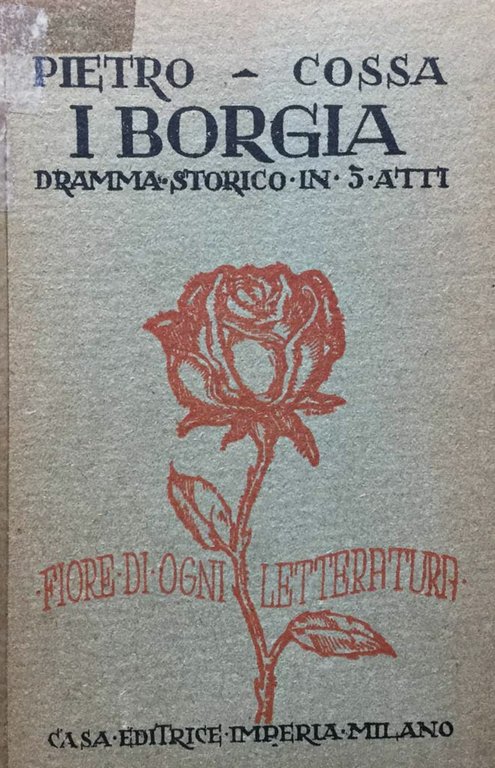 PIETRO - COSSA
I BORGIA
DRAMMA·STORICO·IN·5·ATTI
·FIORE·DI·OGNI LETTERATURA·
CASA·EDITRICE·IMPERIA·MILANO